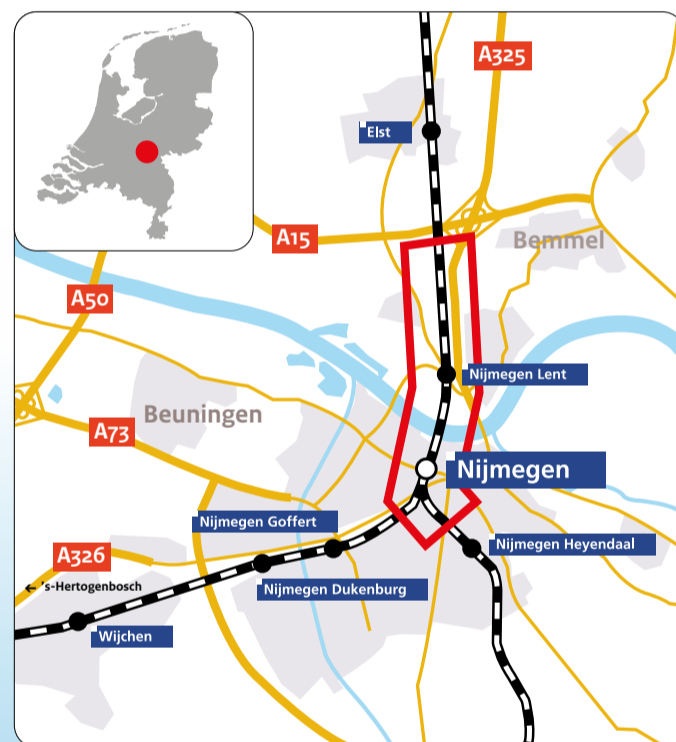 A325
Elst
A15
Bemmel
A50
Nijmegen Lent
Beuningen
A73
Nijmegen
Nijmegen Goffert
Nijmegen Heyendaal
A326
← 's-Hertogenbosch
Nijmegen Dukenburg
Wijchen